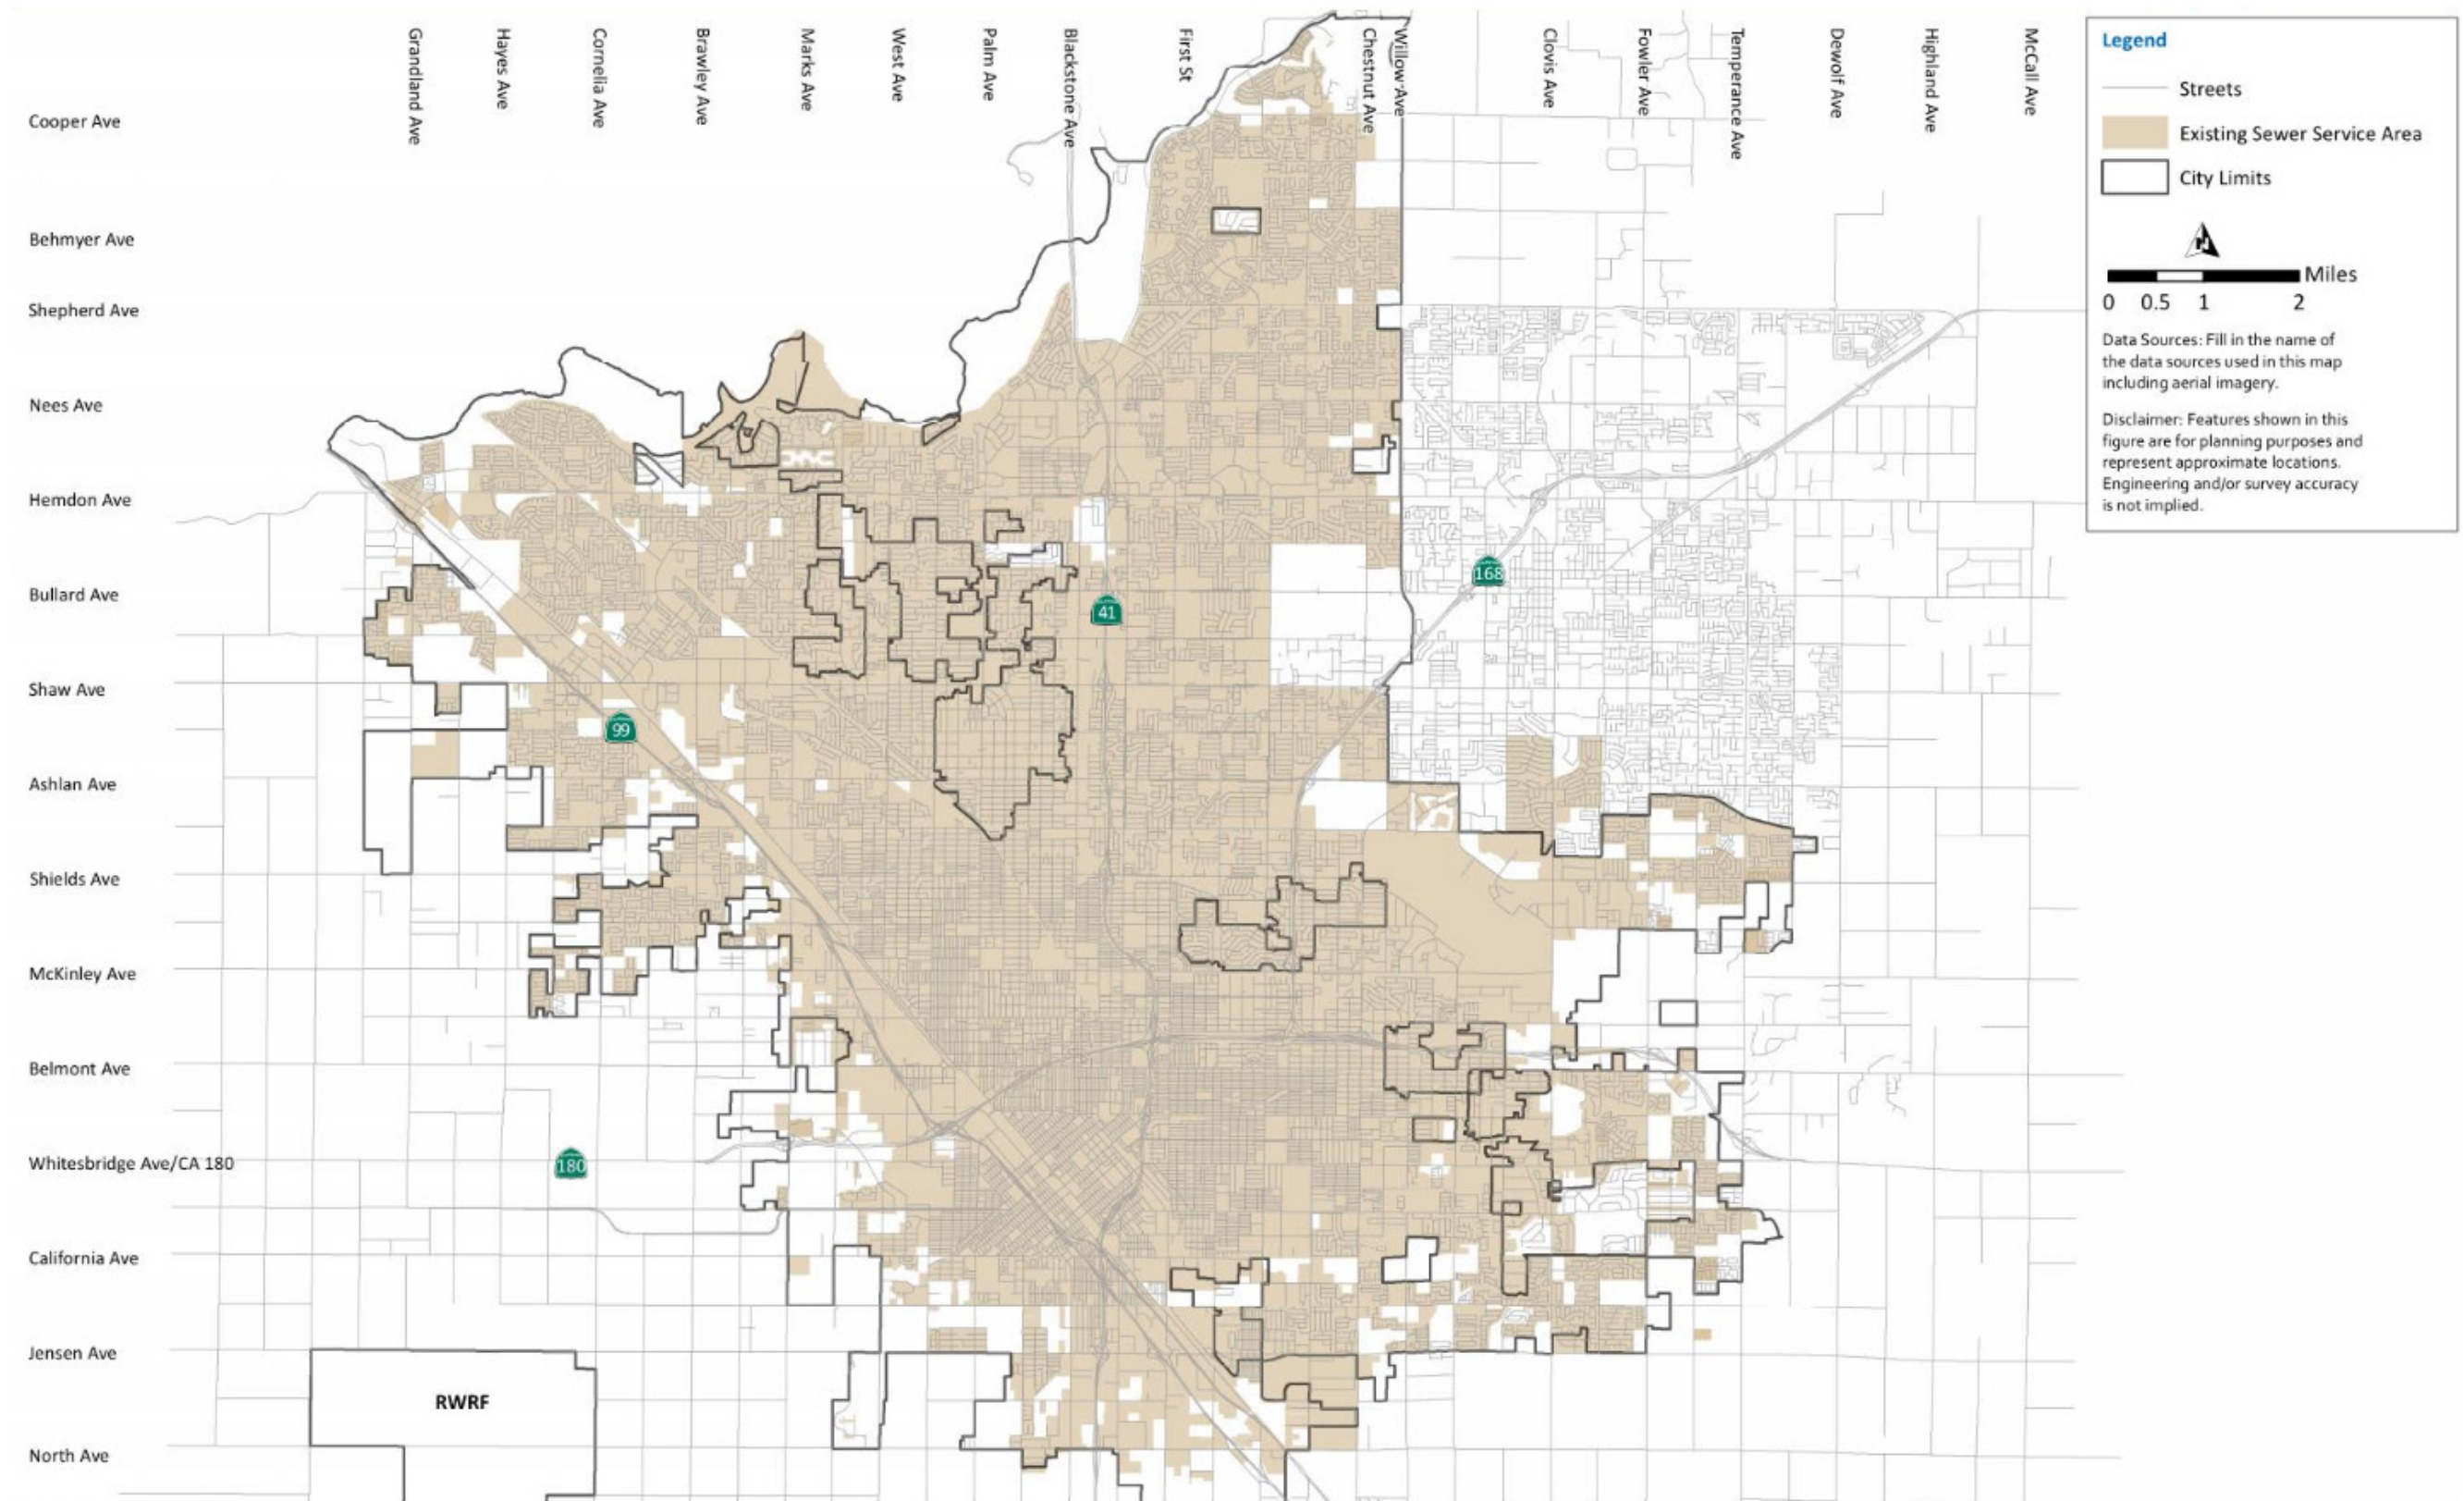 Grandland Ave
Hayes Ave
Cornelia Ave
Brawley Ave
Marks Ave
West Ave
Palm Ave
Blackstone Ave
First St
Chestnut Ave
Willow Ave
Clovis Ave
Fowler Ave
Temperance Ave
Dewolf Ave
Highland Ave
McCall Ave
Cooper Ave
Behmyer Ave
Shepherd Ave
Nees Ave
Herndon Ave
Bullard Ave
Shaw Ave
Ashlan Ave
Shields Ave
McKinley Ave
Belmont Ave
Whitesbridge Ave/CA 180
California Ave
Jensen Ave
North Ave
168
41
99
180
RWRF
Legend
Streets
Existing Sewer Service Area
City Limits
N
Miles
0 0.5 1 2
Data Sources: Fill in the name of
the data sources used in this map
including aerial imagery.
Disclaimer: Features shown in this
figure are for planning purposes and
represent approximate locations.
Engineering and/or survey accuracy
is not implied.